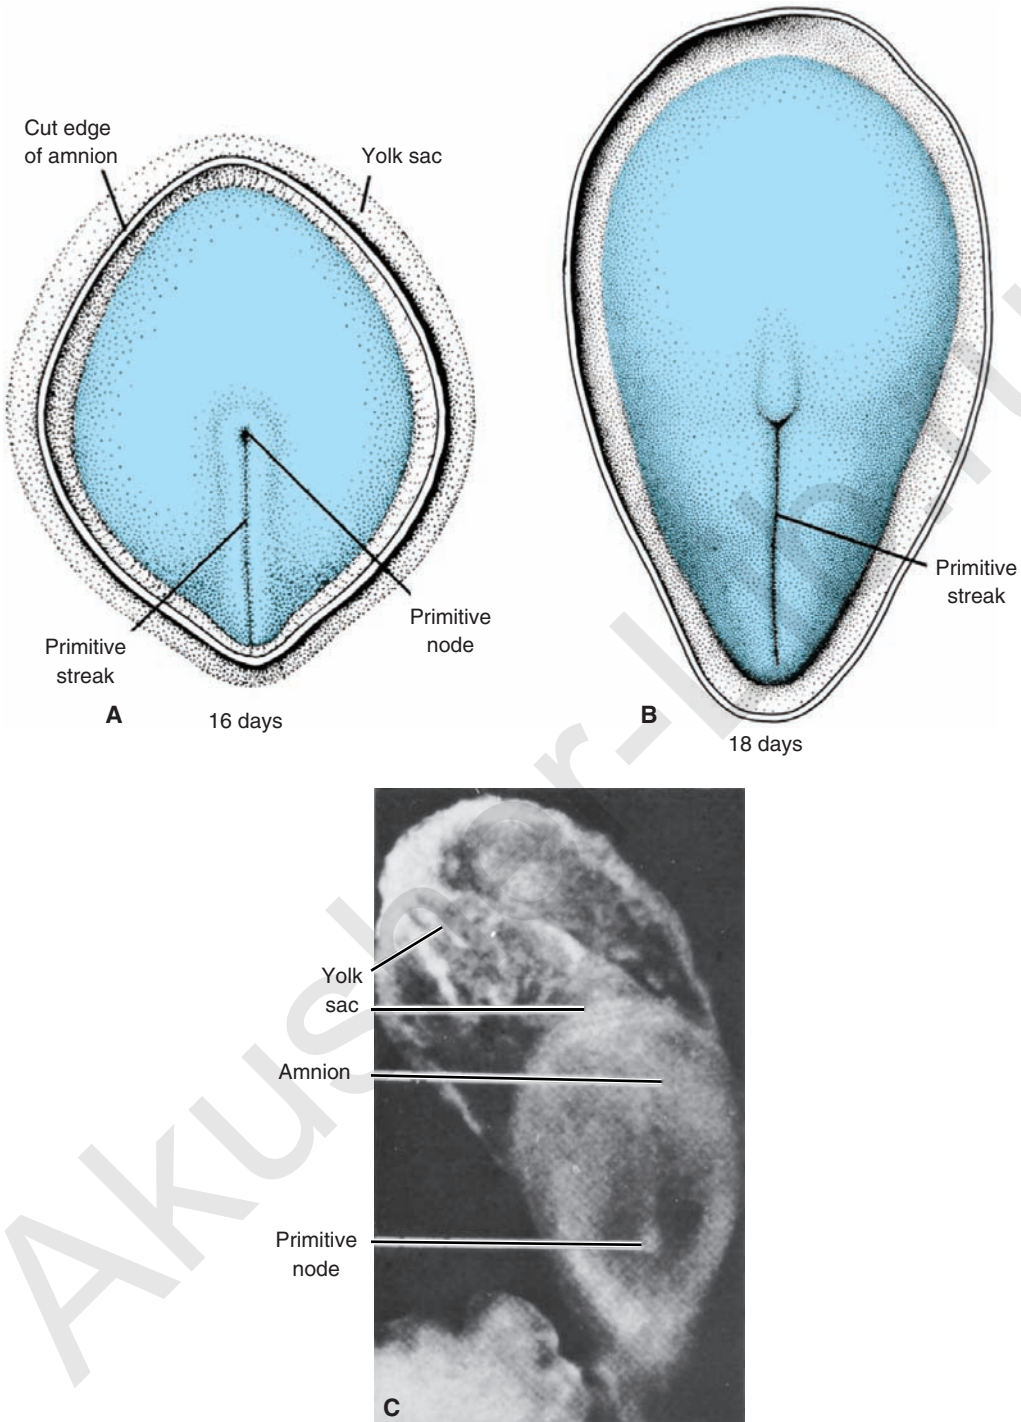 Cut edge
of amnion
Yolk sac
Primitive
streak
Primitive
node
A
16 days
Primitive
streak
B
18 days
Yolk
sac
Amnion
Primitive
node
C